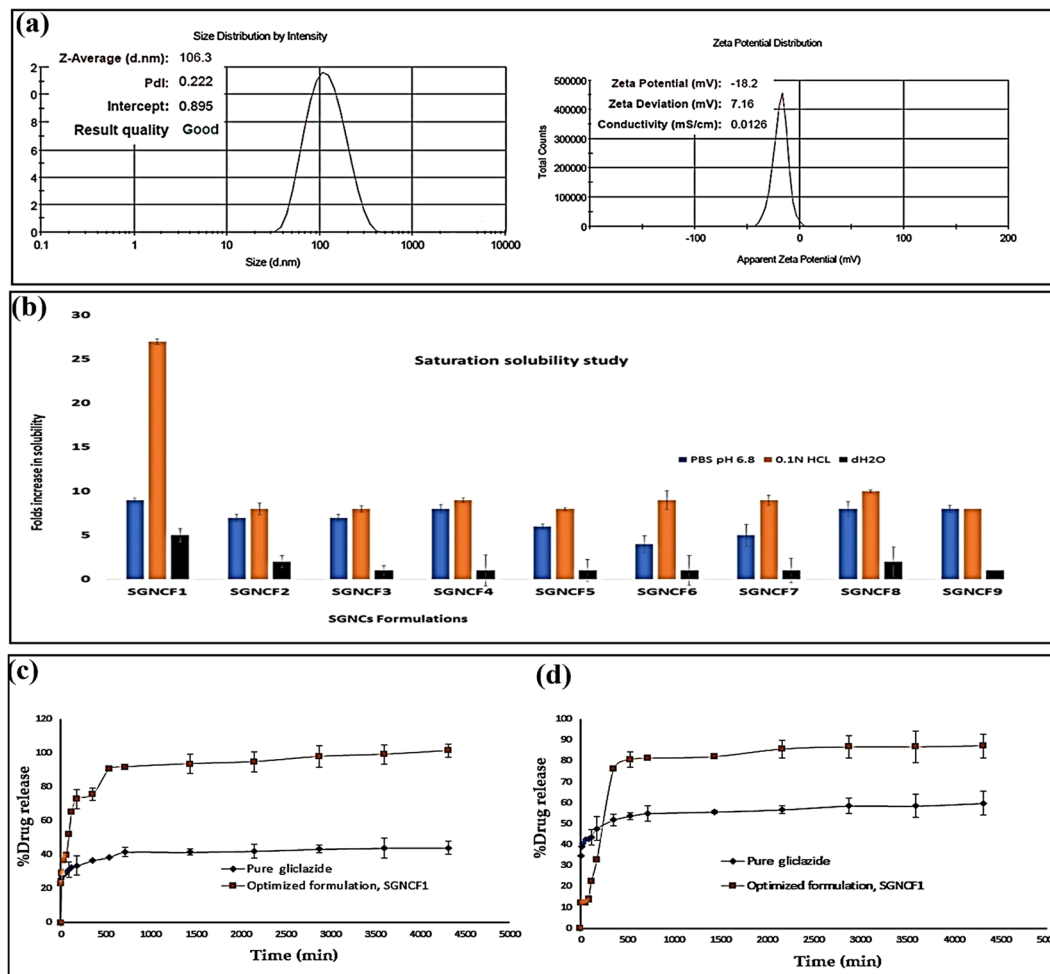 (a)
Size Distribution by Intensity
Z-Average (d.nm): 106.3
PdI: 0.222
Intercept: 0.895
Result quality Good
2
0
8
6
4
2
0.1 1 10 100 1000 10000
Size (d.nm)
Zeta Potential Distribution
Zeta Potential (mV): -18.2
Zeta Deviation (mV): 7.16
Conductivity (mS/cm): 0.0126
Total Counts
500000
400000
300000
200000
100000
0
-100 0 100 200
Apparent Zeta Potential (mV)
(b)
Saturation solubility study
Folds increase in solubility
30
25
20
15
10
5
0
PBS pH 6.8 0.1N HCL dH2O
SGNCF1 SGNCF2 SGNCF3 SGNCF4 SGNCF5 SGNCF6 SGNCF7 SGNCF8 SGNCF9
SGNCs Formulations
(c)
%Drug release
120
100
80
60
40
20
0
Pure gliclazide
Optimized formulation, SGNCF1
0 500 1000 1500 2000 2500 3000 3500 4000 4500 5000
Time (min)
(d)
%Drug release
100
90
80
70
60
50
40
30
20
10
0
Pure gliclazide
Optimized formulation, SGNCF1
0 500 1000 1500 2000 2500 3000 3500 4000 4500 5000
Time (min)